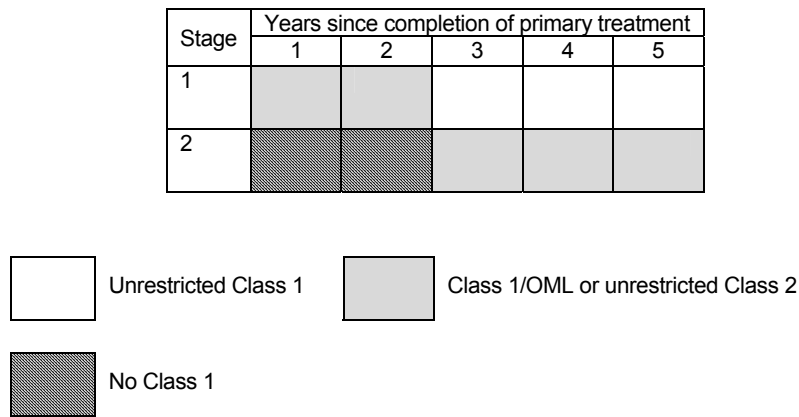 Stage Years since completion of primary treatment
1 2 3 4 5
1
2
Unrestricted Class 1
Class 1/OML or unrestricted Class 2
No Class 1